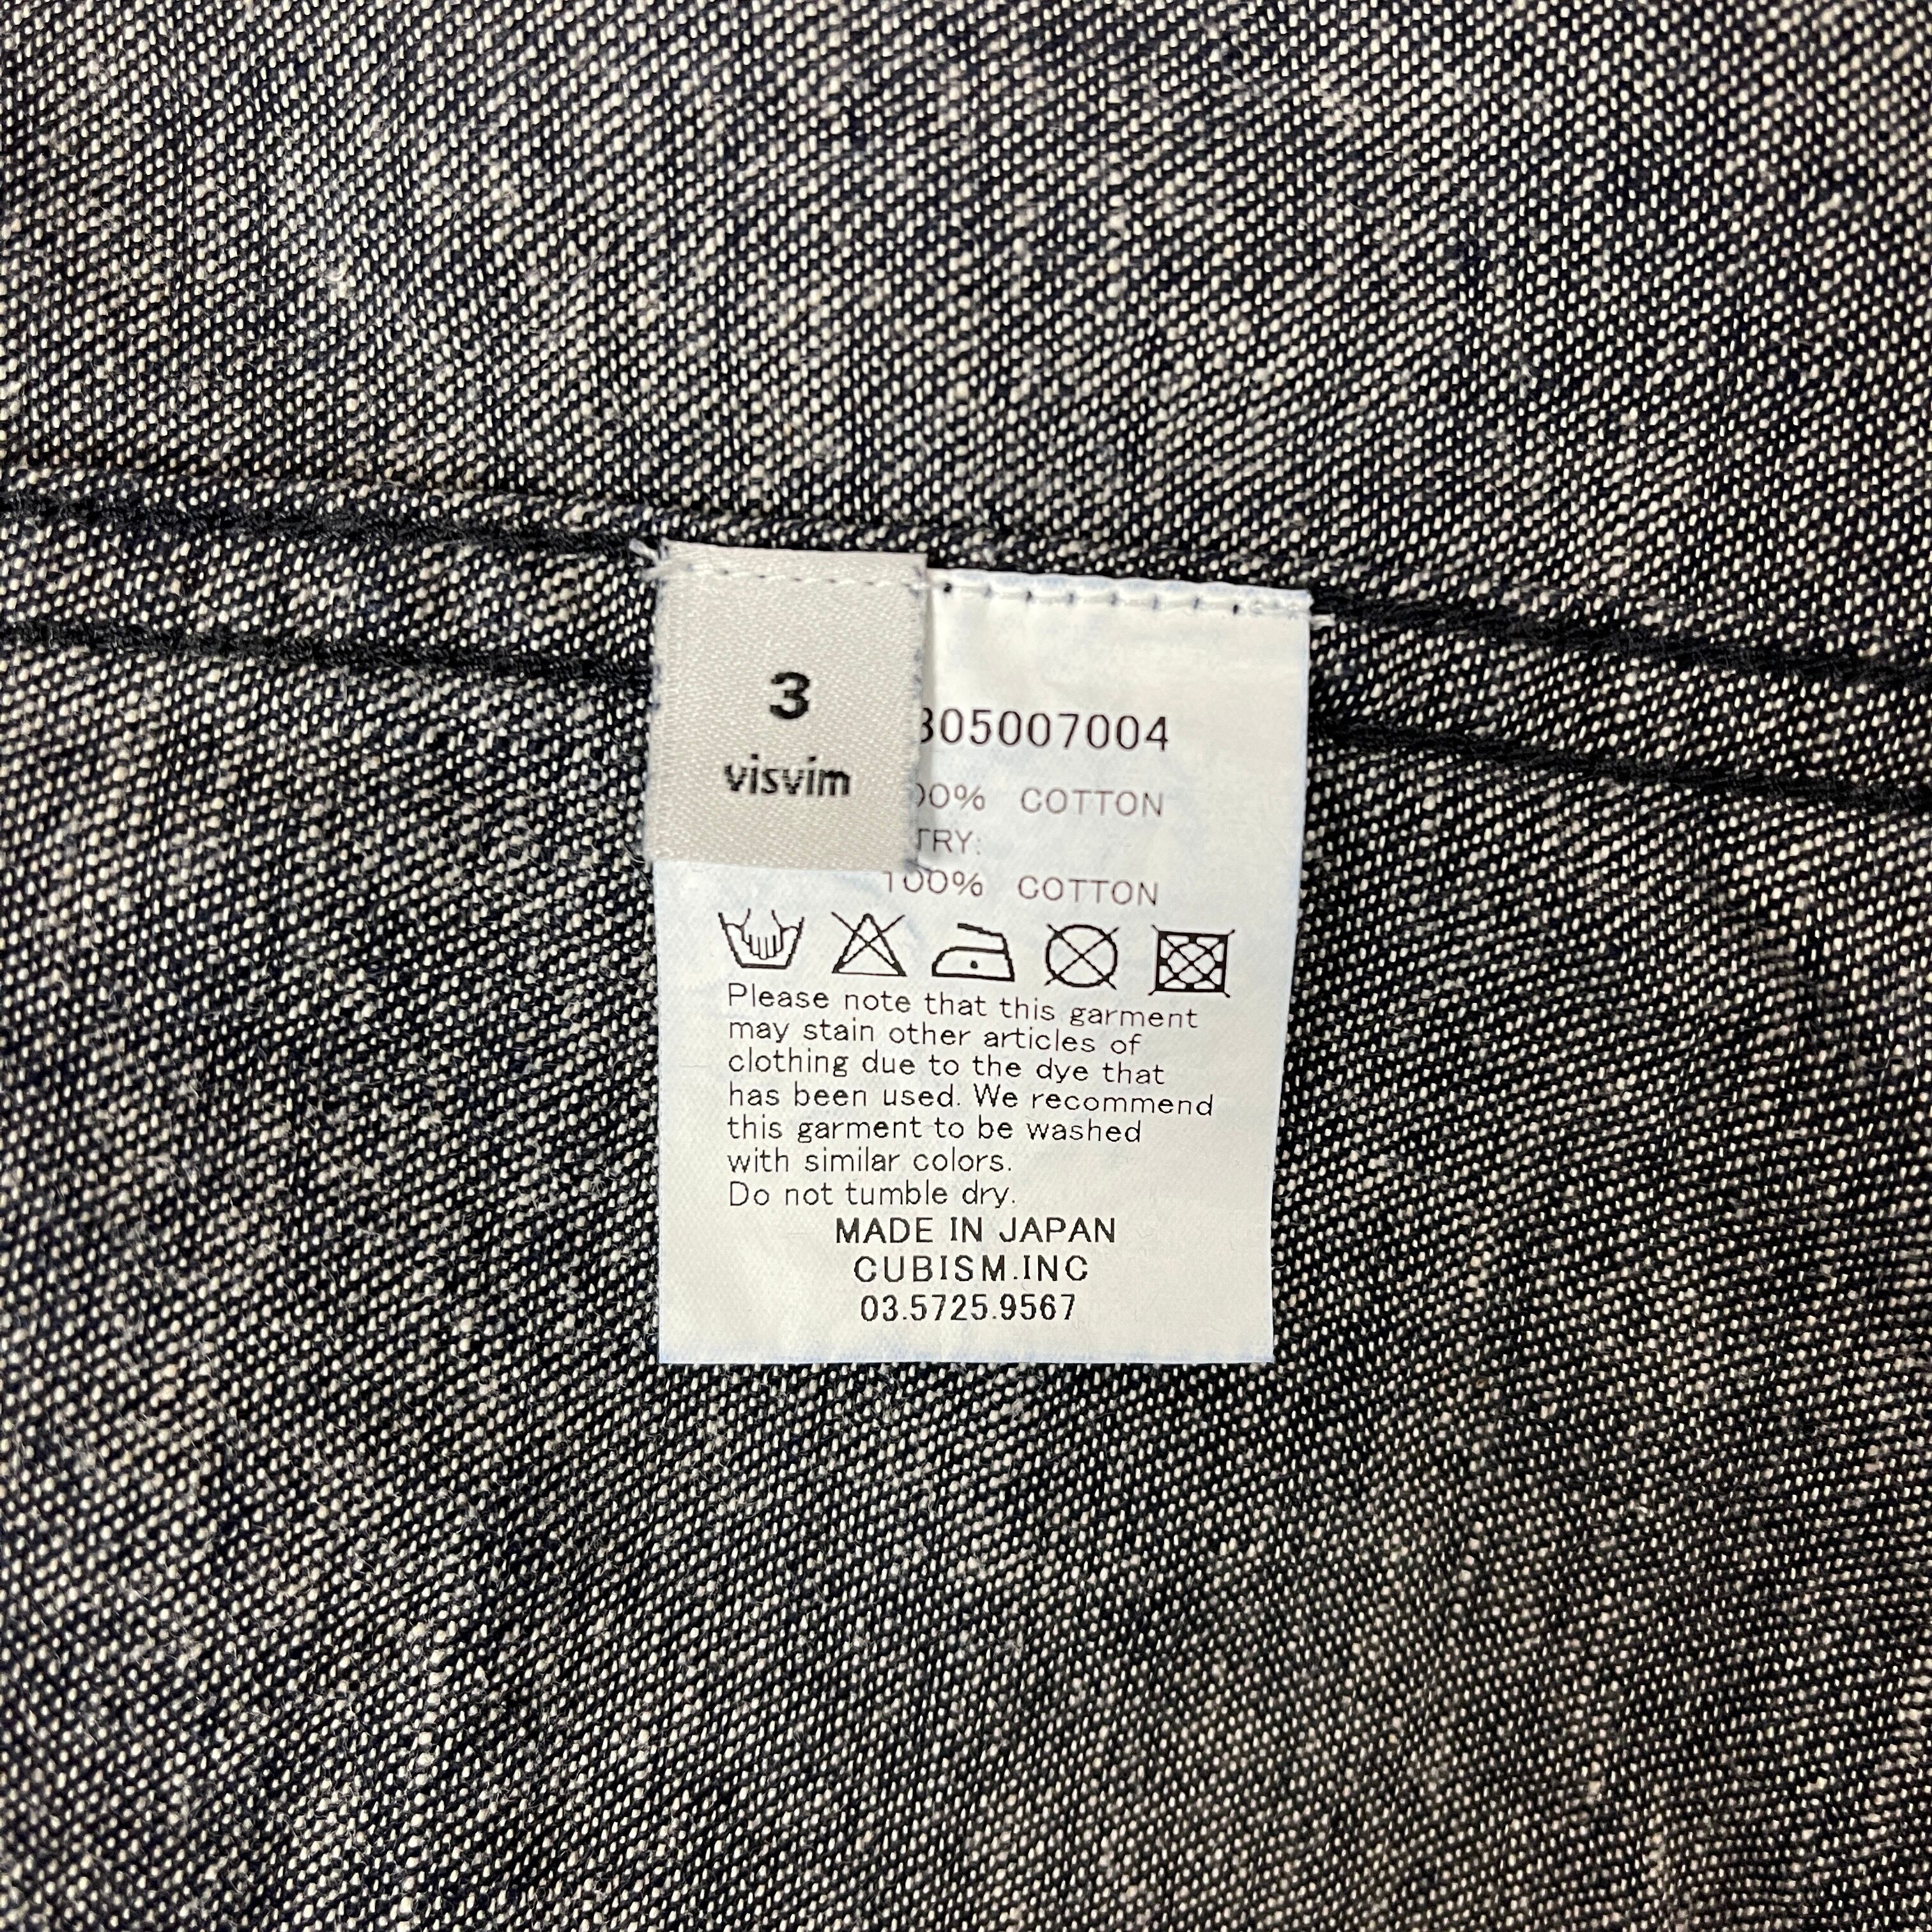 3
visvim
305007004
00% COTTON
TRY:
100% COTTON
Please note that this garment
may stain other articles of
clothing due to the dye that
has been used. We recommend
this garment to be washed
with similar colors.
Do not tumble dry.
MADE IN JAPAN
CUBISM.INC
03.5725.9567